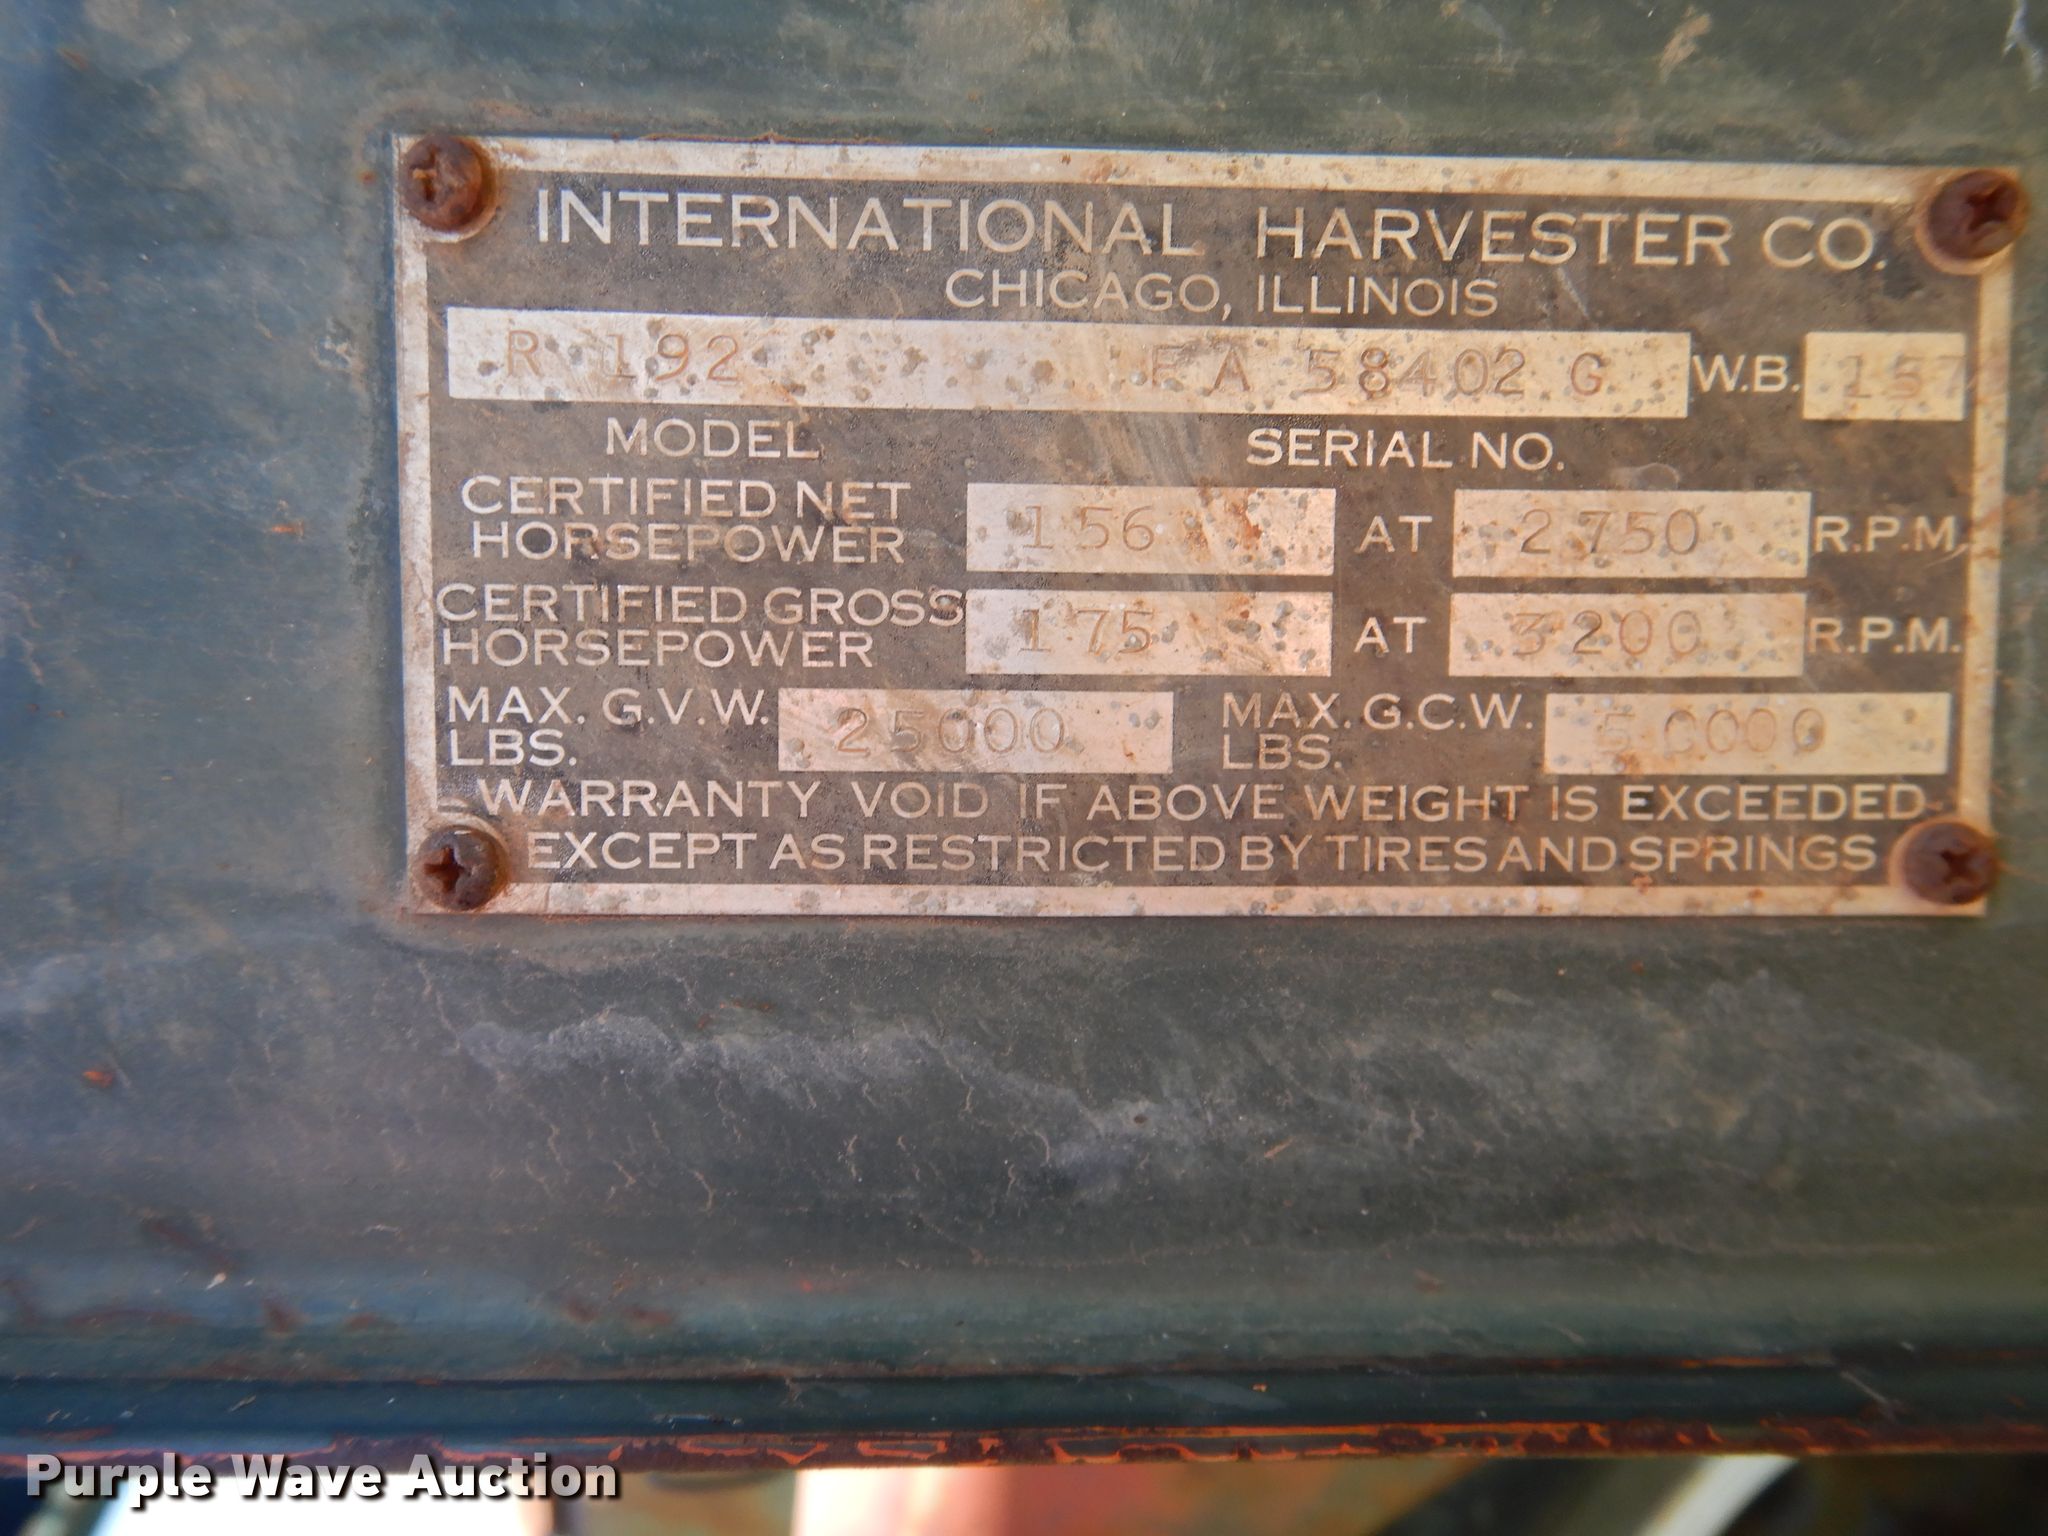 INTERNATIONAL HARVESTER CO.
CHICAGO, ILLINOIS
R 192 FA 58402 G W.B. 157
MODEL SERIAL NO.
CERTIFIED NET HORSEPOWER 156 AT 2750 R.P.M.
CERTIFIED GROSS HORSEPOWER 175 AT 3200 R.P.M.
MAX. G.V.W. LBS. 25000 MAX. G.C.W. LBS. 50000
WARRANTY VOID IF ABOVE WEIGHT IS EXCEEDED
EXCEPT AS RESTRICTED BY TIRES AND SPRINGS
Purple Wave Auction